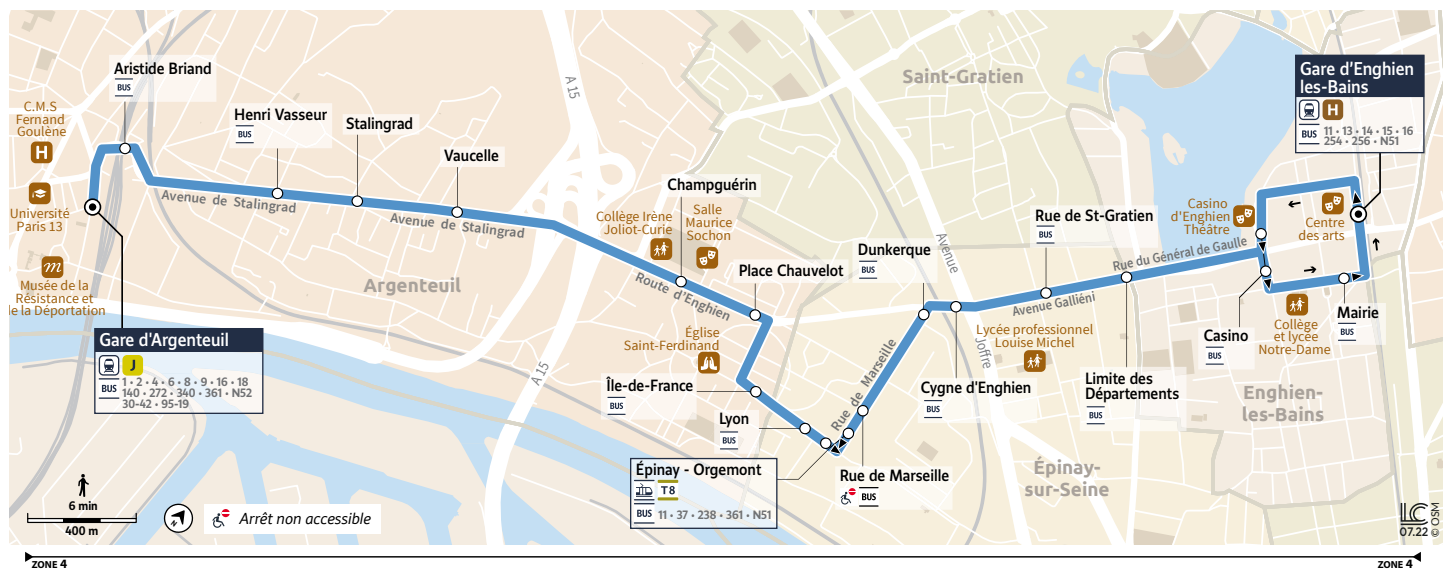 Aristide Briand
BUS
C.M.S
Fernand
Goulène
H
Université
Paris 13
m
Musée de la
Résistance et
de la Déportation
Henri Vasseur
BUS
Stalingrad
Vaucelle
Avenue de Stalingrad
Avenue de Stalingrad
Argenteuil
A 15
A 15
Gare d'Argenteuil
J
BUS 1 • 2 • 4 • 6 • 8 • 9 • 16 • 18
140 • 272 • 340 • 361 • N52
30-42 • 95-19
Champguérin
Collège Irène
Joliot-Curie
Salle
Maurice
Sochon
Place Chauvelot
Route d'Enghien
Église
Saint-Ferdinand
Île-de-France
BUS
Lyon
BUS
Épinay - Orgemont
T8
BUS 11 • 37 • 238 • 361 • N51
Rue de Marseille
Rue de Marseille
BUS
Dunkerque
BUS
Saint-Gratien
Avenue
Joffre
Cygne d'Enghien
BUS
Lycée professionnel
Louise Michel
Rue de St-Gratien
BUS
Avenue Galliéni
Rue du Général de Gaulle
Limite des
Départements
BUS
Épinay-
sur-Seine
Casino
d'Enghien
Théâtre
Centre
des arts
Gare d'Enghien
les-Bains
H
BUS 11 • 13 • 14 • 15 • 16
254 • 256 • N51
Casino
BUS
Collège
et lycée
Notre-Dame
Mairie
BUS
Enghien-
les-Bains
6 min
400 m
N
Arrêt non accessible
LC
07.22
© OSM
ZONE 4
ZONE 4